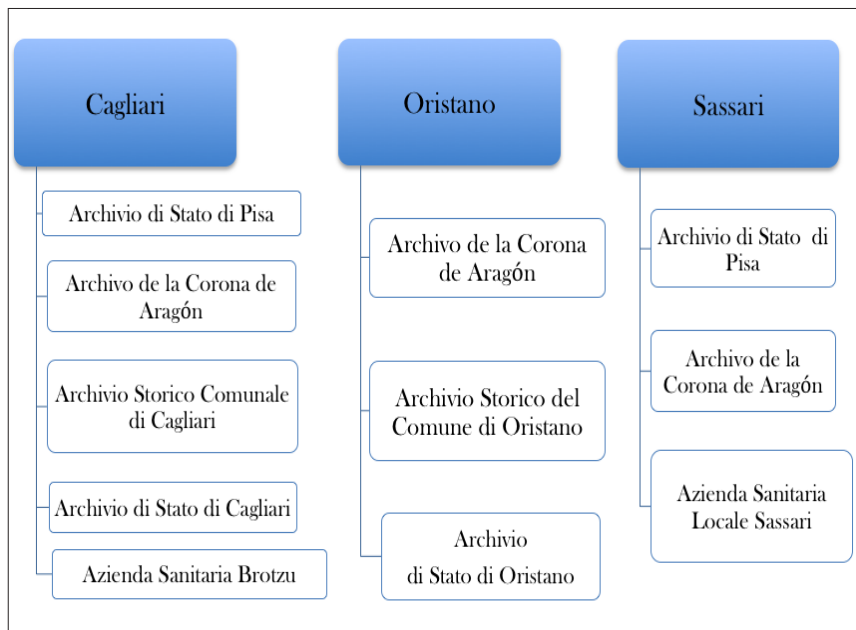 Cagliari
Archivio di Stato di Pisa
Archivo de la Corona de
Aragón
Archivio Storico Comunale
di Cagliari
Archivio di Stato di Cagliari
Azienda Sanitaria Brotzu
Oristano
Archivo de la Corona
de Aragón
Archivio Storico del
Comune di Oristano
Archivio
di Stato di Oristano
Sassari
Archivio di Stato di
Pisa
Archivo de la
Corona de Aragón
Azienda Sanitaria
Locale Sassari